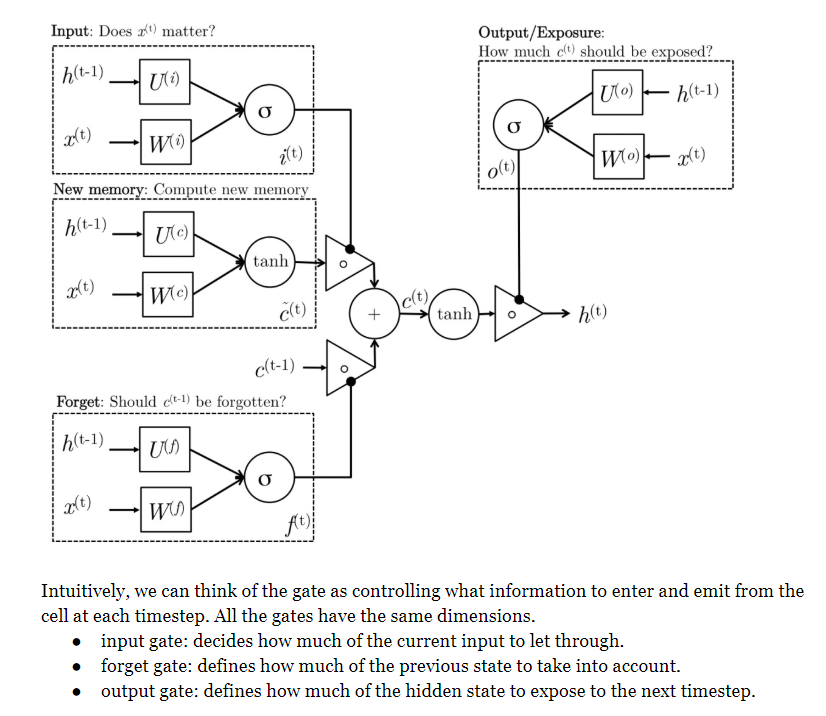 Input: Does x(t) matter?
h(t-1)
U(i)
σ
x(t)
W(i)
i(t)
Output/Exposure:
How much c(t) should be exposed?
U(o)
h(t-1)
σ
W(o)
x(t)
o(t)
New memory: Compute new memory
h(t-1)
U(c)
tanh
x(t)
W(c)
c̃(t)
∘
+
c(t)
tanh
∘
h(t)
c(t-1)
∘
Forget: Should c(t-1) be forgotten?
h(t-1)
U(f)
σ
x(t)
W(f)
f(t)
Intuitively, we can think of the gate as controlling what information to enter and emit from the
cell at each timestep. All the gates have the same dimensions.
● input gate: decides how much of the current input to let through.
● forget gate: defines how much of the previous state to take into account.
● output gate: defines how much of the hidden state to expose to the next timestep.